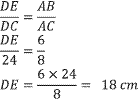 DE/DC = AB/AC
DE/24 = 6/8
DE = 6 × 24/8 = 18 cm